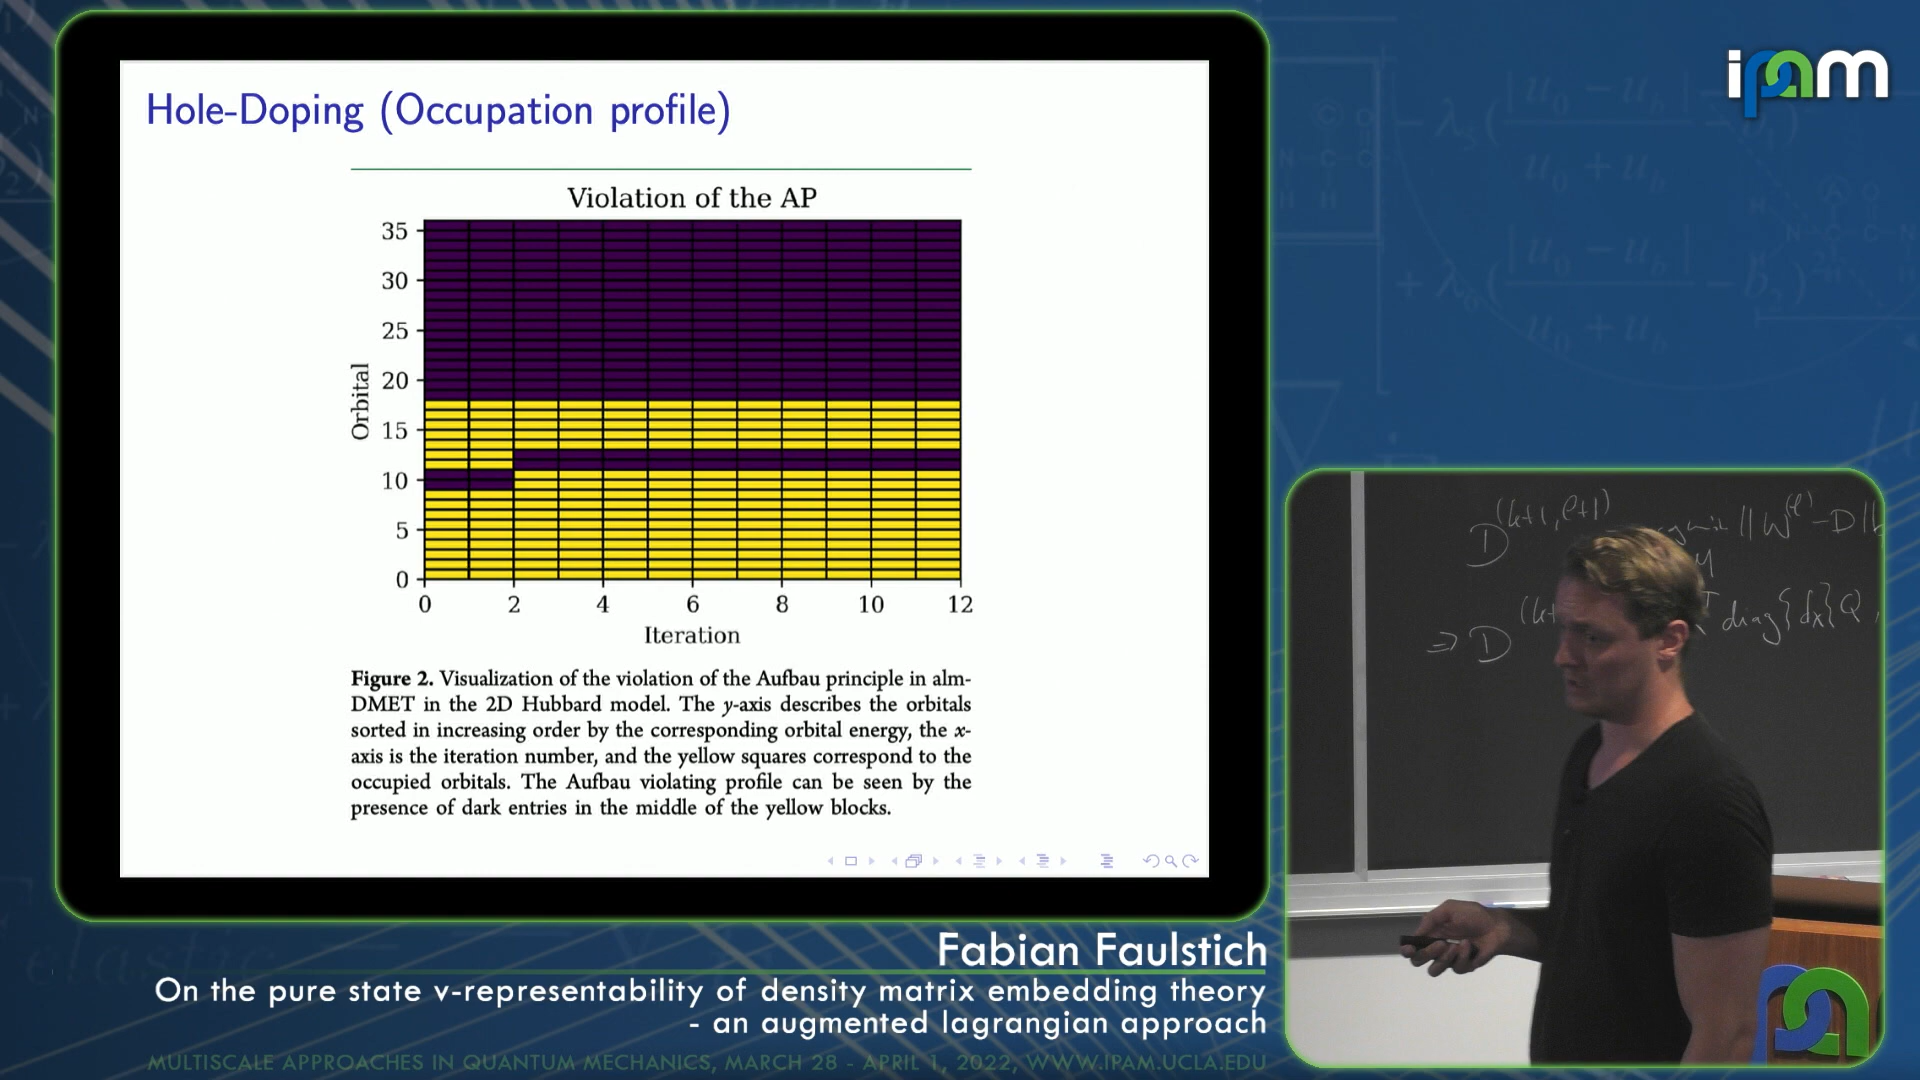 ipam
Hole-Doping (Occupation profile)
Violation of the AP
35
30
25
20
15
10
5
0
Orbital
0 2 4 6 8 10 12
Iteration
Figure 2. Visualization of the violation of the Aufbau principle in alm-
DMET in the 2D Hubbard model. The y-axis describes the orbitals
sorted in increasing order by the corresponding orbital energy, the x-
axis is the iteration number, and the yellow squares correspond to the
occupied orbitals. The Aufbau violating profile can be seen by the
presence of dark entries in the middle of the yellow blocks.
D^(k+1, ℓ+1) ‖W^(ℓ) - D‖
⇒ D diag{dx}Q
Fabian Faulstich
On the pure state v-representability of density matrix embedding theory
- an augmented lagrangian approach
MULTISCALE APPROACHES IN QUANTUM MECHANICS, MARCH 28 - APRIL 1, 2022, WWW.IPAM.UCLA.EDU